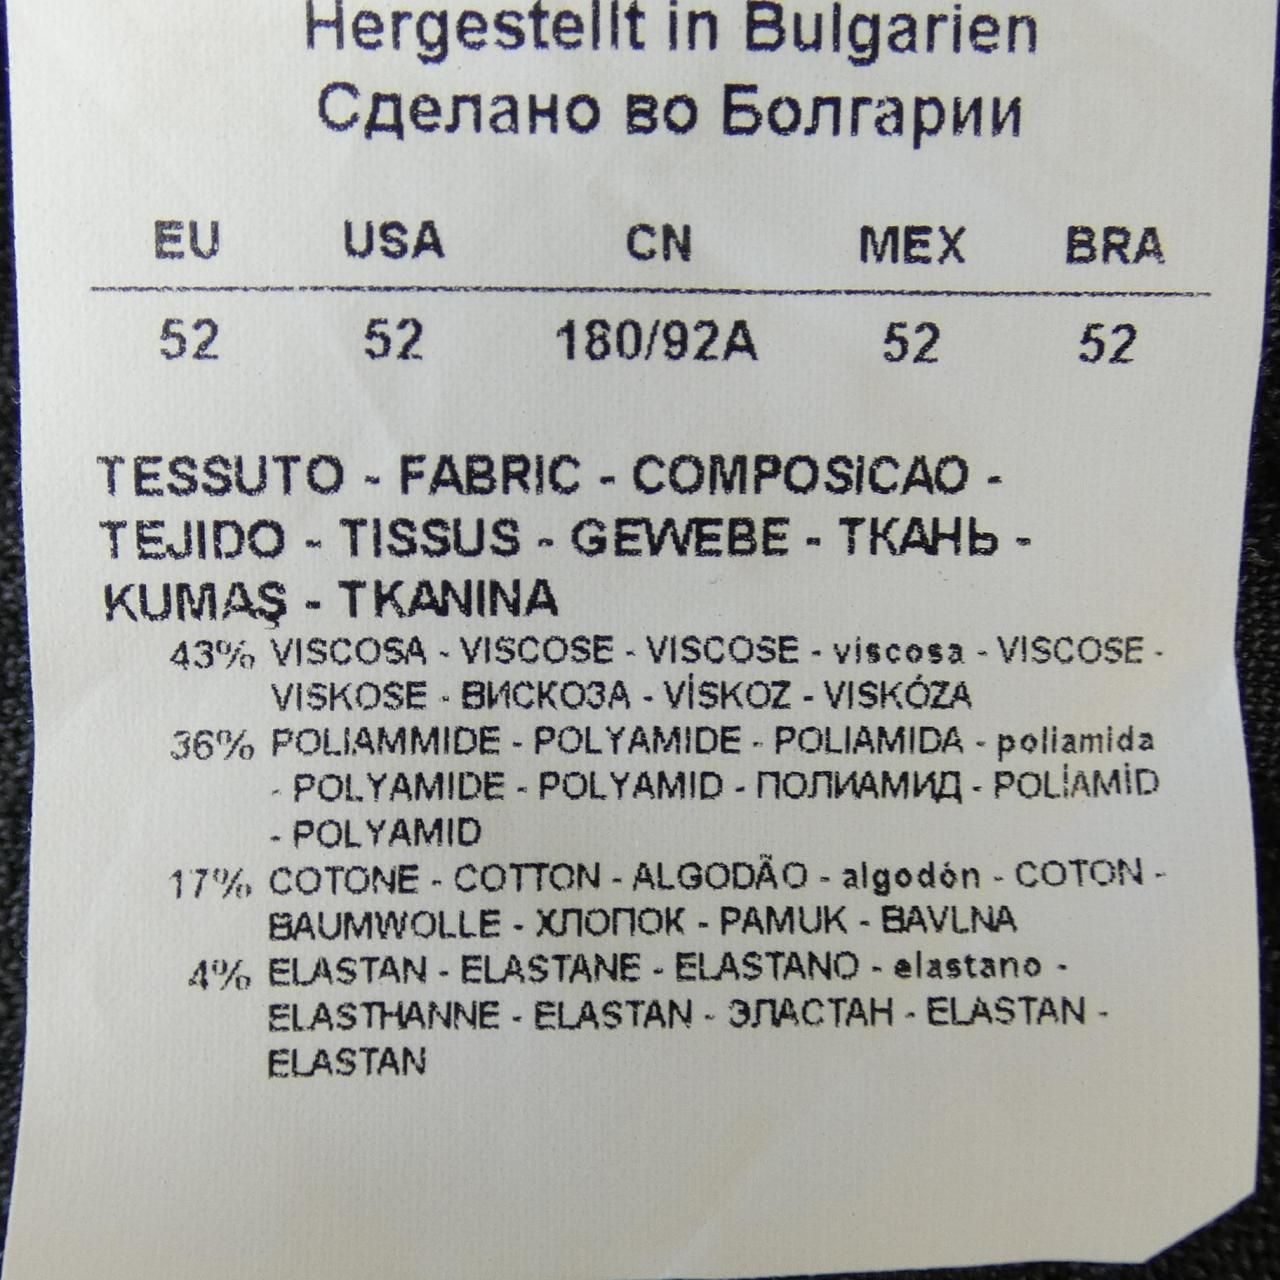 Hergestellt in Bulgarien
Сделано во Болгарии
EU USA CN MEX BRA
52 52 180/92A 52 52
TESSUTO - FABRIC - COMPOSICAO -
TEJIDO - TISSUS - GEWEBE - ТКАНЬ -
KUMAŞ - TKANINA
43% VISCOSA - VISCOSE - VISCOSE - viscosa - VISCOSE -
VISKOSE - ВИСКОЗА - VİSKOZ - VISKÓZA
36% POLIAMMIDE - POLYAMIDE - POLIAMIDA - poliamida
- POLYAMIDE - POLYAMID - ПОЛИАМИД - POLİAMİD
- POLYAMID
17% COTONE - COTTON - ALGODÃO - algodón - COTON -
BAUMWOLLE - ХЛОПОК - PAMUK - BAVLNA
4% ELASTAN - ELASTANE - ELASTANO - elastano -
ELASTHANNE - ELASTAN - ЭЛАСТАН - ELASTAN -
ELASTAN